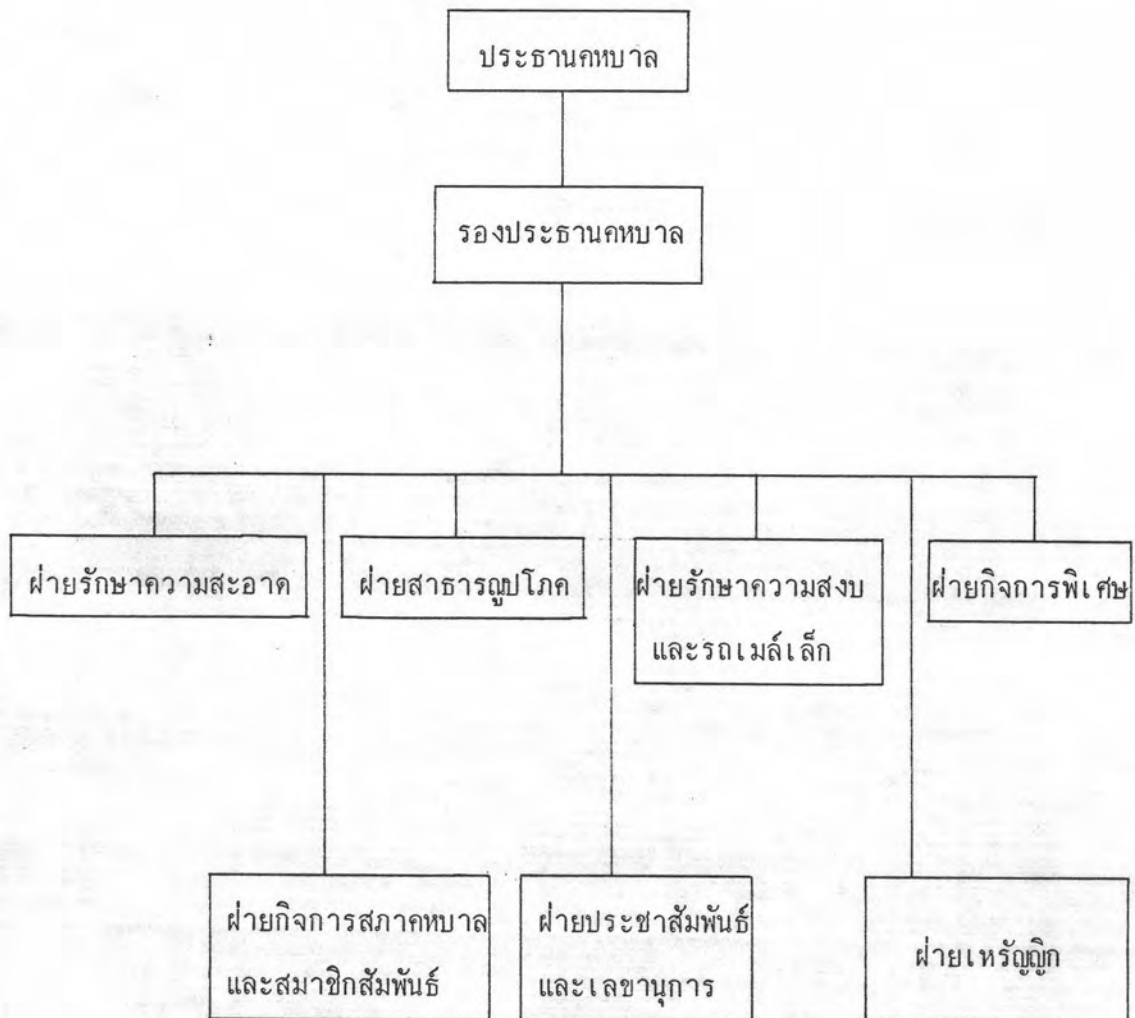 ประธานคหบาล
รองประธานคหบาล
ฝ่ายรักษาความสะอาด
ฝ่ายสาธารณูปโภค
ฝ่ายรักษาความสงบ
และรถเมล์เล็ก
ฝ่ายกิจการพิเศษ
ฝ่ายกิจการสภาคหบาล
และสมาชิกสัมพันธ์
ฝ่ายประชาสัมพันธ์
และเลขานุการ
ฝ่ายเหรัญญิก